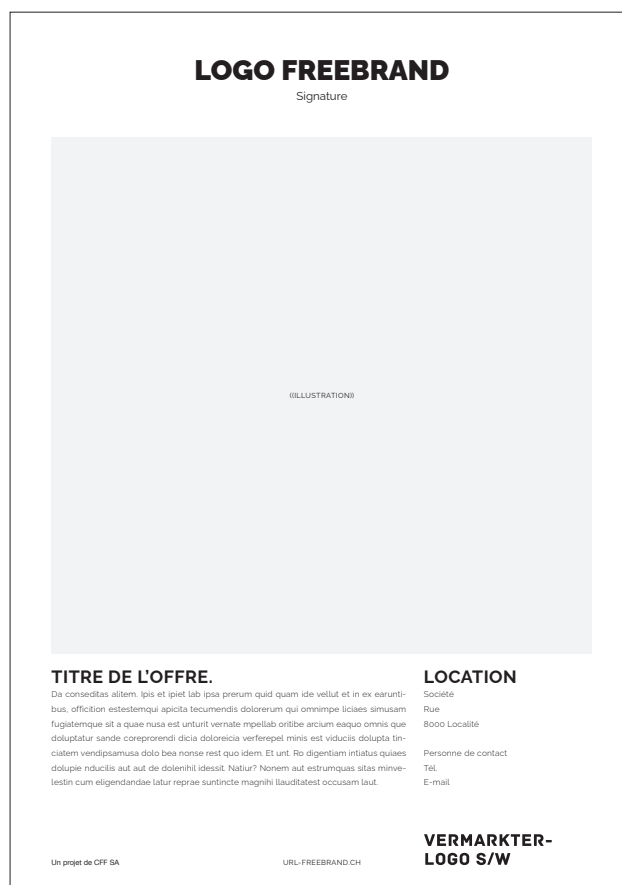 LOGO FREEBRAND
Signature
((ILLUSTRATION))
TITRE DE L'OFFRE.
Da conseditas alitem. Ipis et ipiet lab ipsa prerum quid quam ide vellut et in ex earunti-
bus, officition estestemqui apicita tecumendis dolorerum qui omnimpe liciaes simusam
fugiatemque sit a quae nusa est unturit vernate mpellab oritibe arcium eaquo omnis que
doluptatur sande coreprorendi dicia doloreicia verferepel minis est viduciis dolupta tin-
ciatem vendipsamusa dolo bea nonse rest quo idem. Et unt. Ro digentiam intiatus quiaes
dolupie nducilis aut aut de dolenihil idessit. Natiur? Nonem aut estrumquas sitas minve-
lestin cum eligendandae latur reprae suntincte magnihi llauditatest occusam laut.
LOCATION
Société
Rue
8000 Localité
Personne de contact
Tél.
E-mail
Un projet de CFF SA
URL-FREEBRAND.CH
VERMARKTER-
LOGO S/W